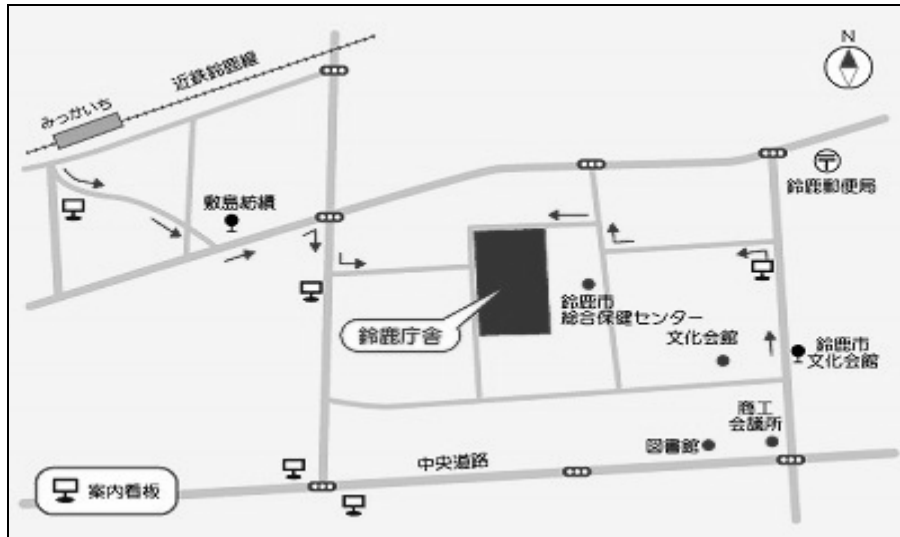 N
近鉄鈴鹿線
みっかいち
鈴鹿郵便局
敷島紡績
鈴鹿市
総合保健センター
鈴鹿庁舎
文化会館
鈴鹿市
文化会館
商工
会議所
図書館
中央道路
案内看板